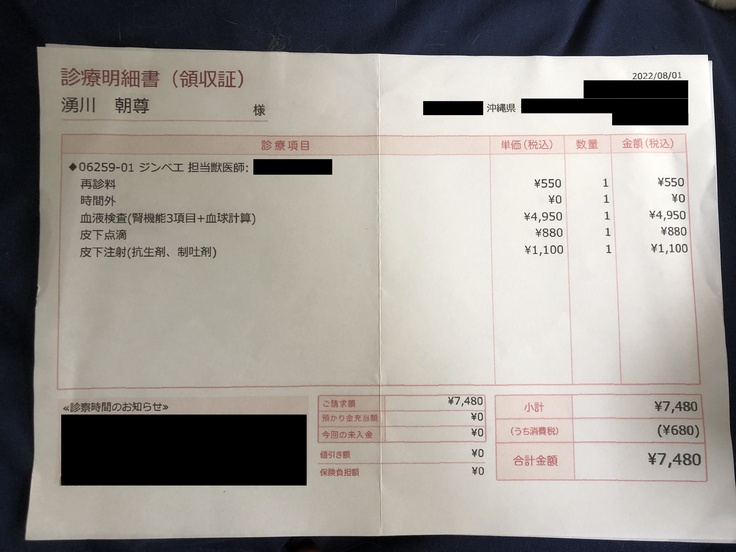 2022/08/01
診療明細書（領収証）
湧川　朝尊　様
沖縄県
診療項目 単価(税込) 数量 金額(税込)
◆06259-01 ジンベエ 担当獣医師:
再診料 ¥550 1 ¥550
時間外 ¥0 1 ¥0
血液検査(腎機能3項目+血球計算) ¥4,950 1 ¥4,950
皮下点滴 ¥880 1 ¥880
皮下注射(抗生剤、制吐剤) ¥1,100 1 ¥1,100
≪診察時間のお知らせ≫
ご請求額 ¥7,480
預かり金充当額 ¥0
今回の未入金 ¥0
値引き額 ¥0
保険負担額 ¥0
小計 ¥7,480
(うち消費税) (¥680)
合計金額 ¥7,480